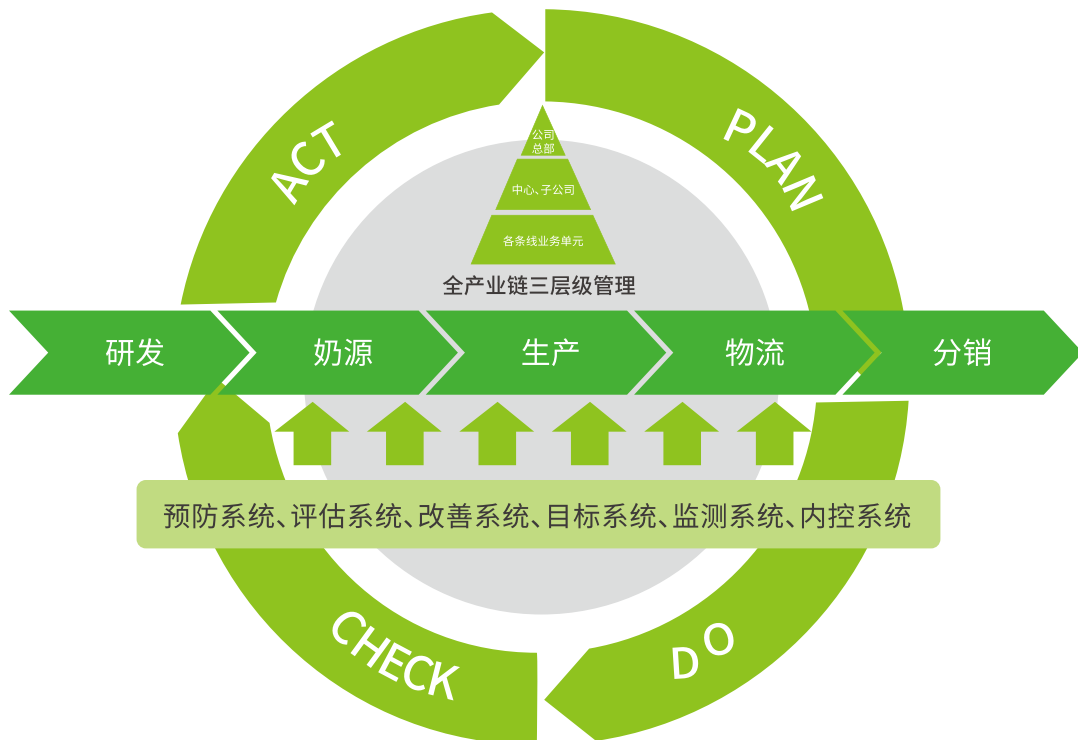 ACT
PLAN
公司
总部
中心、子公司
各条线业务单元
全产业链三层级管理
研发
奶源
生产
物流
分销
预防系统、评估系统、改善系统、目标系统、监测系统、内控系统
CHECK
DO